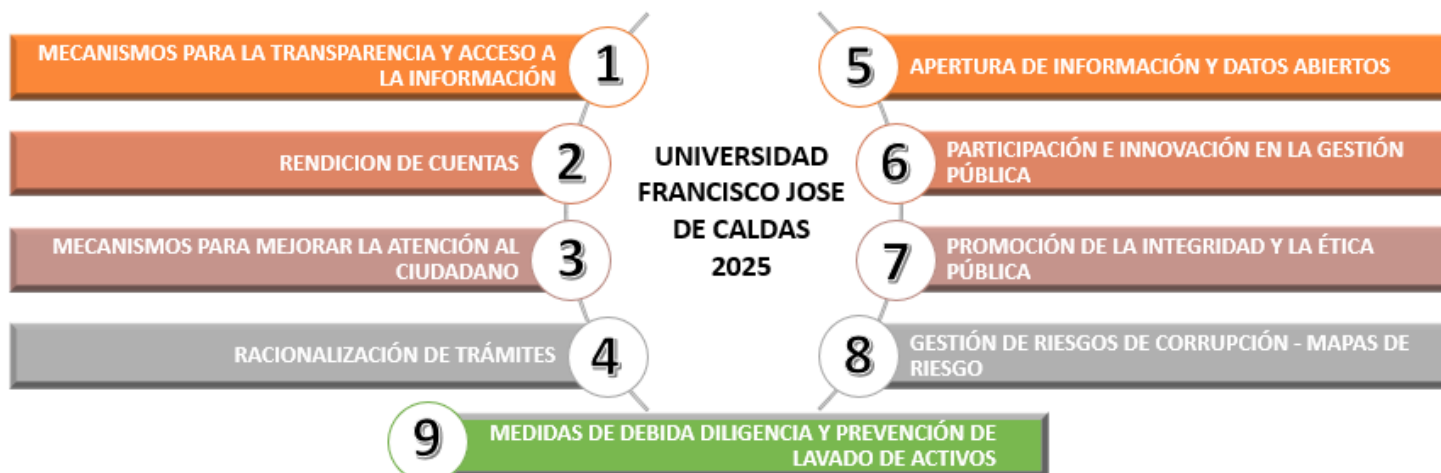 1
MECANISMOS PARA LA TRANSPARENCIA Y ACCESO A
LA INFORMACIÓN
2
RENDICION DE CUENTAS
3
MECANISMOS PARA MEJORAR LA ATENCIÓN AL
CIUDADANO
4
RACIONALIZACIÓN DE TRÁMITES
UNIVERSIDAD
FRANCISCO JOSE
DE CALDAS
2025
5
APERTURA DE INFORMACIÓN Y DATOS ABIERTOS
6
PARTICIPACIÓN E INNOVACIÓN EN LA GESTIÓN
PÚBLICA
7
PROMOCIÓN DE LA INTEGRIDAD Y LA ÉTICA
PÚBLICA
8
GESTIÓN DE RIESGOS DE CORRUPCIÓN - MAPAS DE
RIESGO
9
MEDIDAS DE DEBIDA DILIGENCIA Y PREVENCIÓN DE
LAVADO DE ACTIVOS